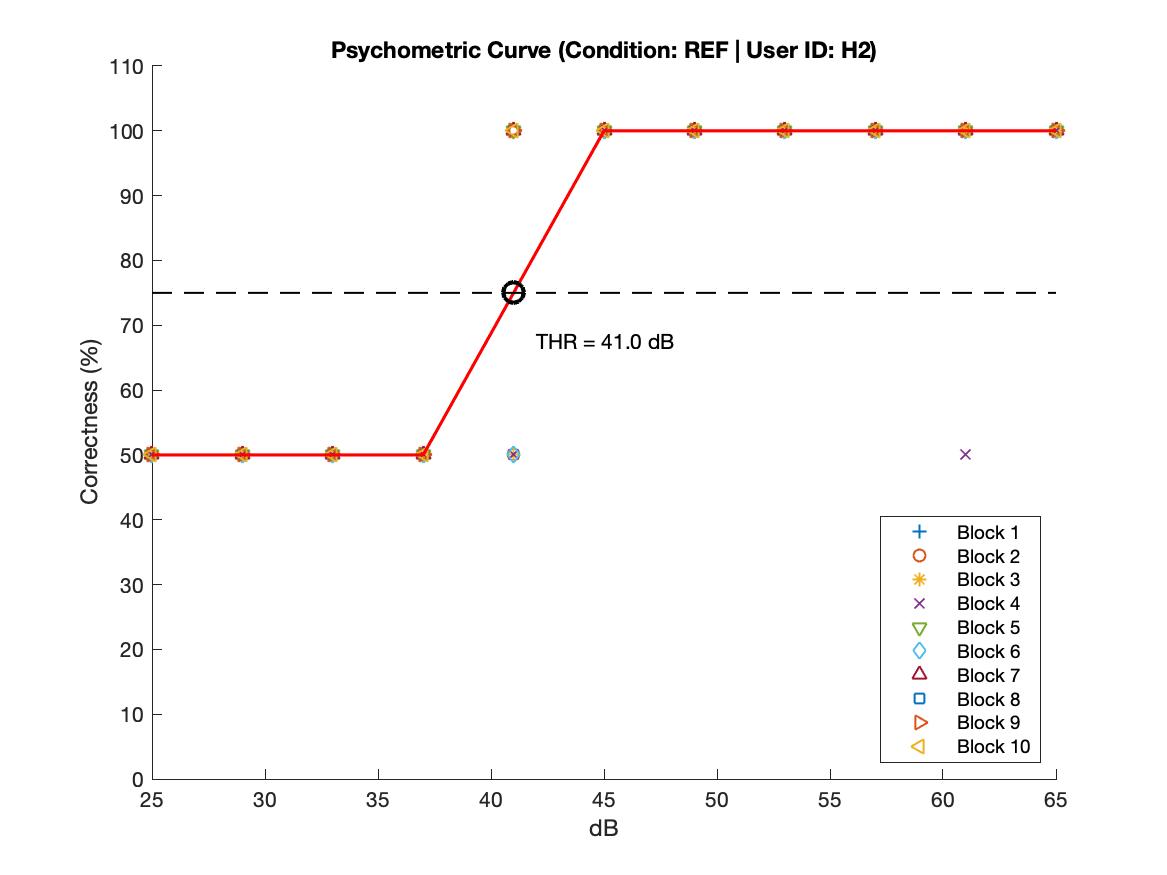 Psychometric Curve (Condition: REF | User ID: H2)
110
100
90
80
70
60
50
40
30
20
10
0
Correctness (%)
THR = 41.0 dB
Block 1
Block 2
Block 3
Block 4
Block 5
Block 6
Block 7
Block 8
Block 9
Block 10
25 30 35 40 45 50 55 60 65
dB